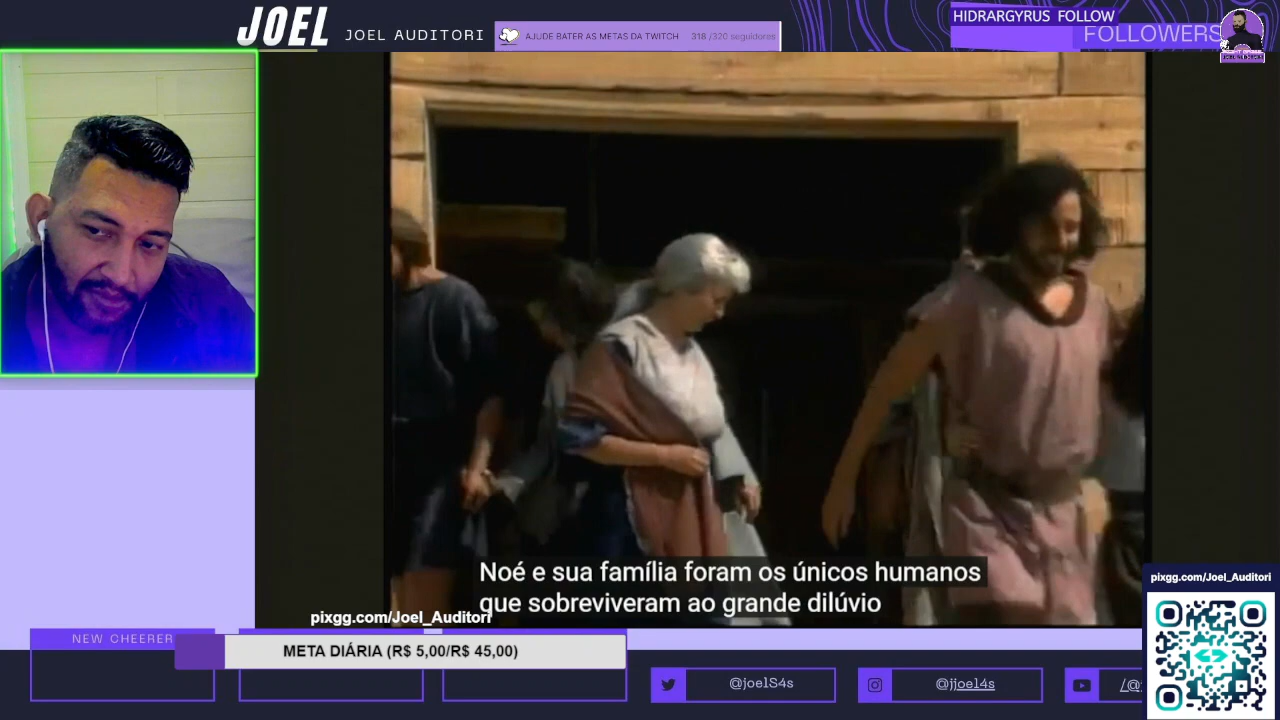 JOEL
JOEL AUDITORI
AJUDE BATER AS METAS DA TWITCH
318 /320 seguidores
HIDRARGYRUS FOLLOW
FOLLOWERS
Noé e sua família foram os únicos humanos
que sobreviveram ao grande dilúvio
pixgg.com/Joel_Auditori
pixgg.com/Joel_Auditori
NEW CHEERER
META DIÁRIA (R$ 5,00/R$ 45,00)
@joelS4s
@jjoel4s
/@